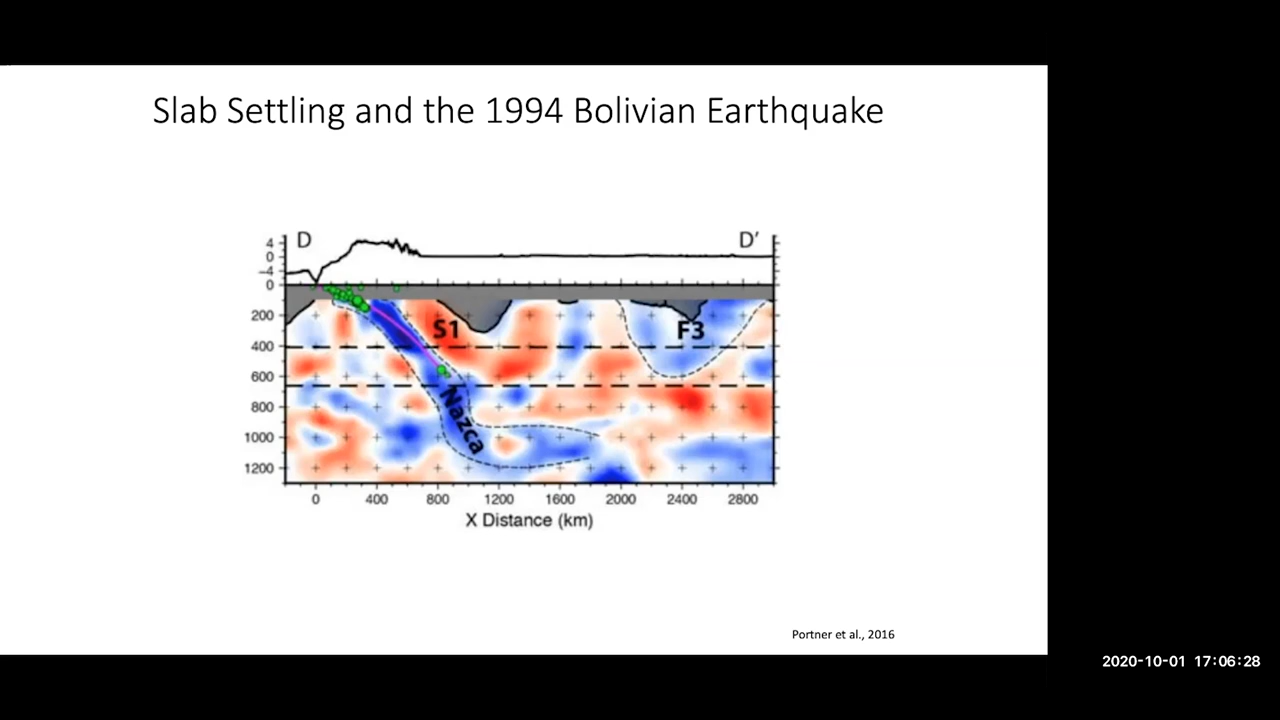 Slab Settling and the 1994 Bolivian Earthquake
D
D'
4
0
−4
0
200
400
600
800
1000
1200
S1
F3
Nazca
0 400 800 1200 1600 2000 2400 2800
X Distance (km)
Portner et al., 2016
2020-10-01 17:06:28